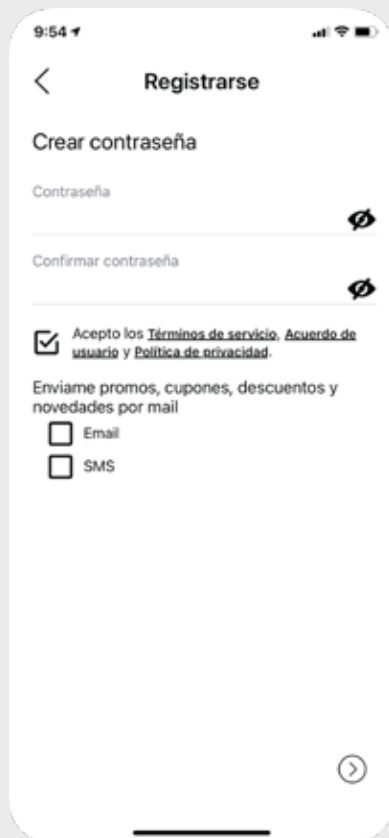 9:54
Registrarse
Crear contraseña
Contraseña
Confirmar contraseña
Acepto los Términos de servicio, Acuerdo de
usuario y Política de privacidad.
Enviame promos, cupones, descuentos y
novedades por mail
Email
SMS